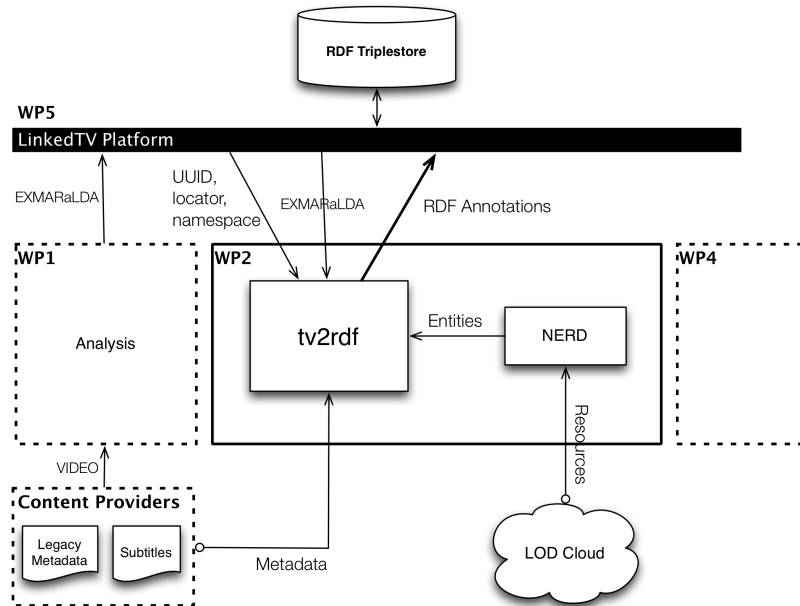 RDF Triplestore
WP5
LinkedTV Platform
EXMARaLDA
UUID,
locator,
namespace
EXMARaLDA
RDF Annotations
WP1
WP2
WP4
Analysis
tv2rdf
Entities
NERD
Resources
VIDEO
Content Providers
Legacy
Metadata
Subtitles
Metadata
LOD Cloud